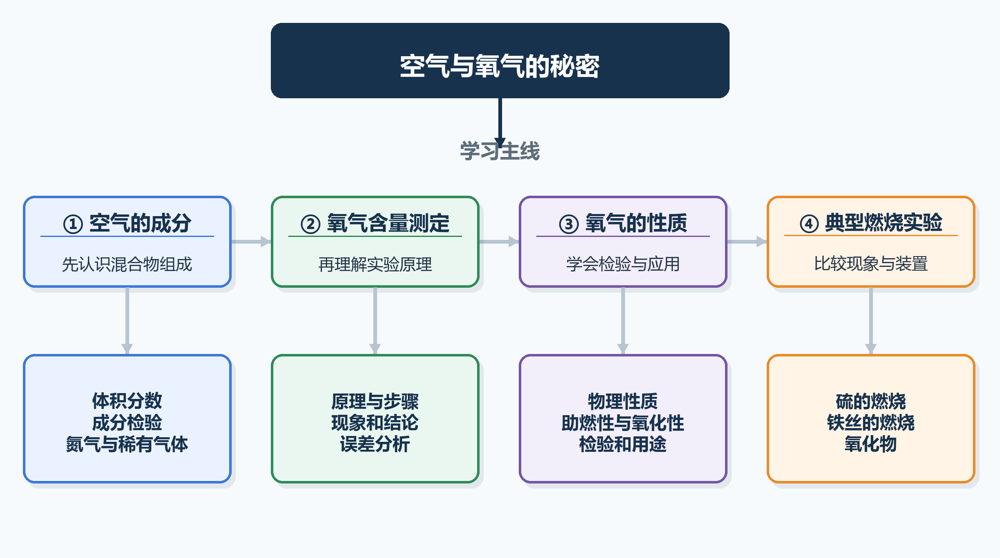 空气与氧气的秘密
学习主线
① 空气的成分
先认识混合物组成
② 氧气含量测定
再理解实验原理
③ 氧气的性质
学会检验与应用
④ 典型燃烧实验
比较现象与装置
体积分数
成分检验
氮气与稀有气体
原理与步骤
现象和结论
误差分析
物理性质
助燃性与氧化性
检验和用途
硫的燃烧
铁丝的燃烧
氧化物